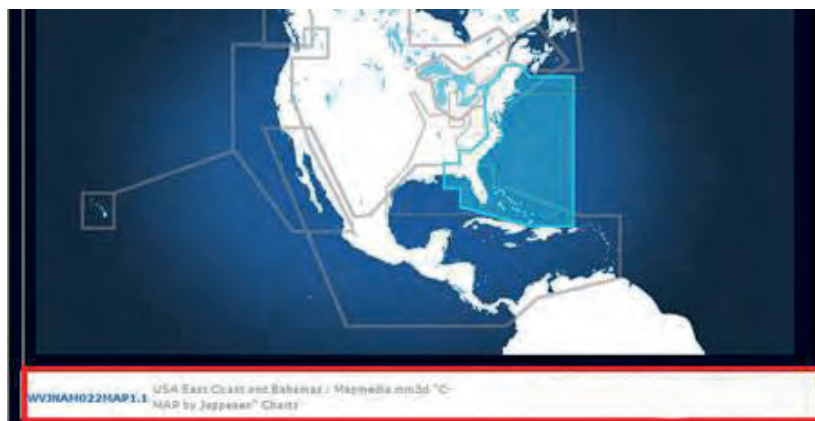 WVJNAM022MAP1.1
USA East Coast and Bahamas : Mapmedia mm3d "C-
MAP by Jeppesen" Charts